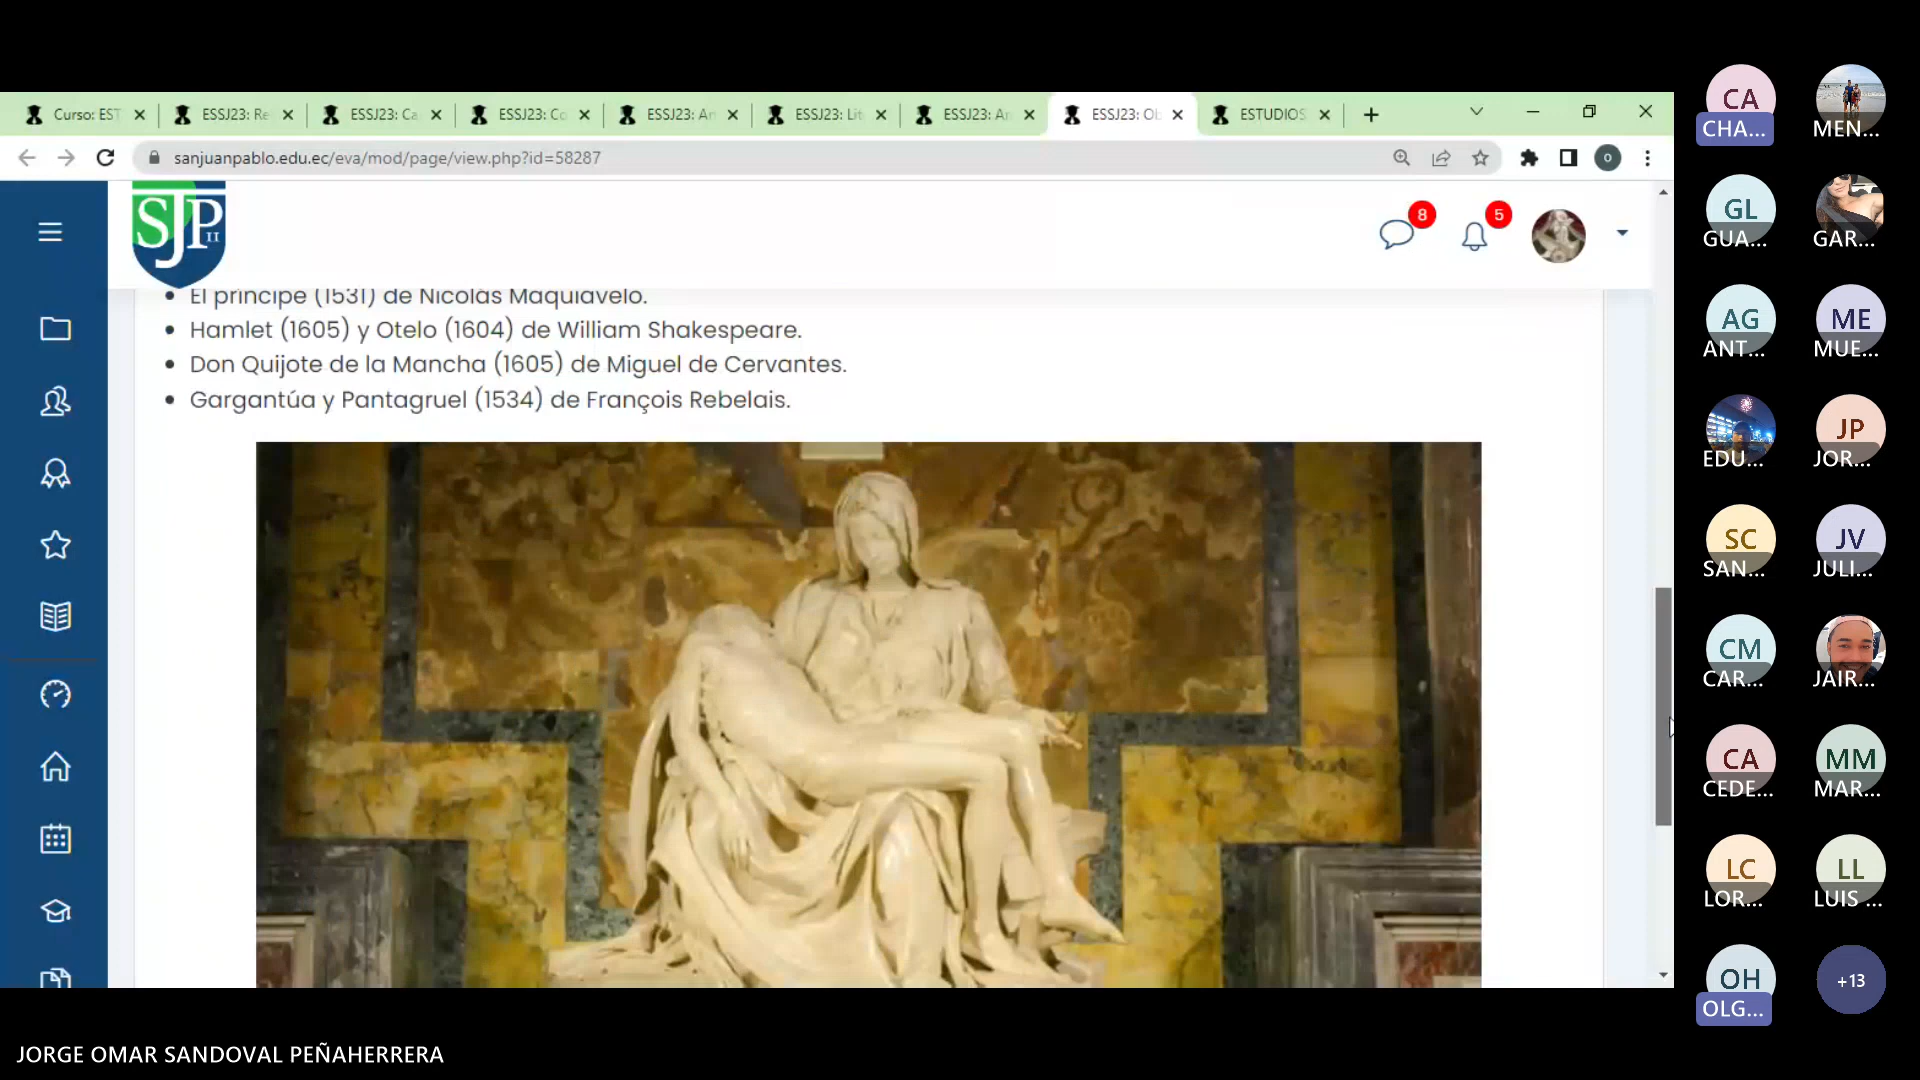 Curso: EST
ESSJ23: Re
ESSJ23: Ca
ESSJ23: Co
ESSJ23: An
ESSJ23: Lit
ESSJ23: An
ESSJ23: Ob
ESTUDIOS
sanjuanpablo.edu.ec/eva/mod/page/view.php?id=58287
O
SJP II
8
5
El príncipe (1531) de Nicolás Maquiavelo.
Hamlet (1605) y Otelo (1604) de William Shakespeare.
Don Quijote de la Mancha (1605) de Miguel de Cervantes.
Gargantúa y Pantagruel (1534) de François Rebelais.
CA
CHA...
MEN...
GL
GUA...
GAR...
AG
ANT...
ME
MUE...
EDU...
JP
JOR...
SC
SAN...
JV
JULI...
CM
CAR...
JAIR...
CA
CEDE...
MM
MAR...
LC
LOR...
LL
LUIS ...
OH
OLG...
+13
JORGE OMAR SANDOVAL PEÑAHERRERA